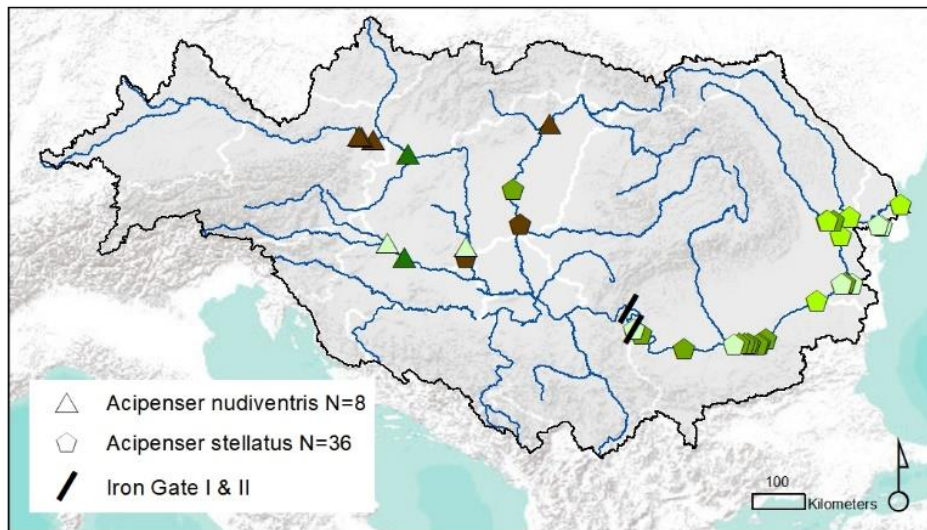 Acipenser nudiventris N=8
Acipenser stellatus N=36
Iron Gate I & II
100
Kilometers